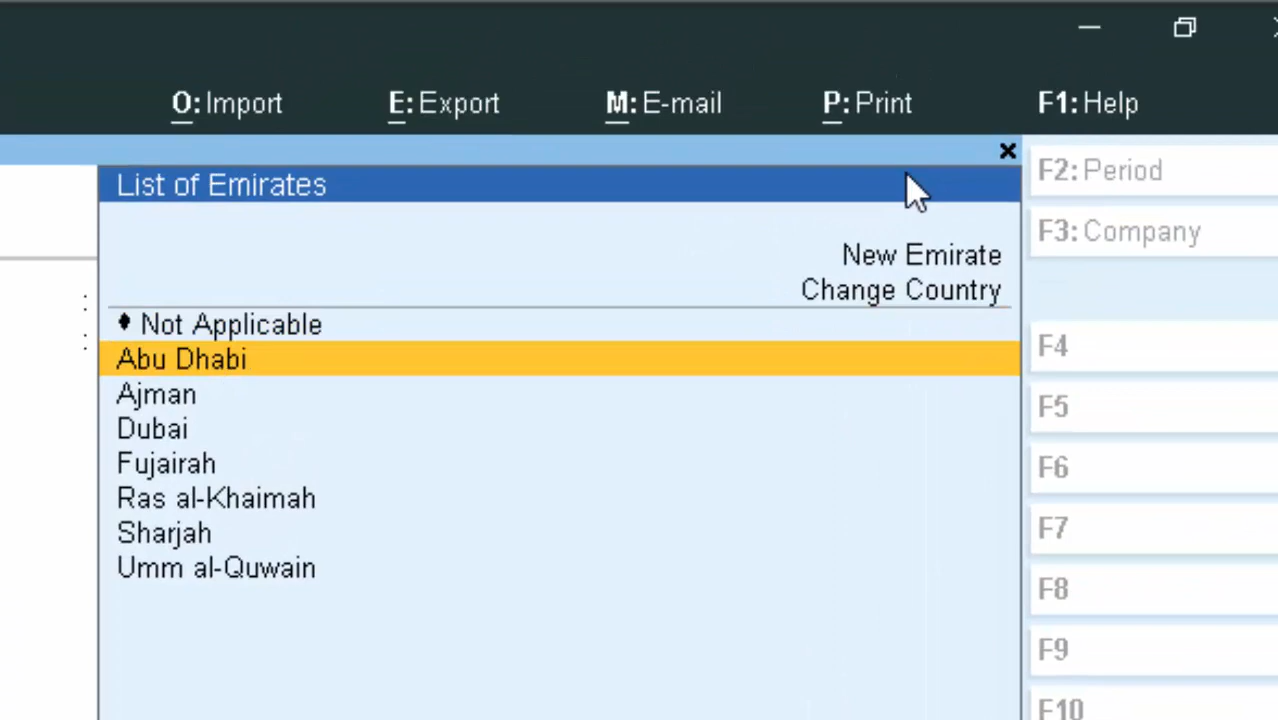 O: Import E: Export M: E-mail P: Print F1: Help
List of Emirates
New Emirate
Change Country
♦ Not Applicable
Abu Dhabi
Ajman
Dubai
Fujairah
Ras al-Khaimah
Sharjah
Umm al-Quwain
F2: Period
F3: Company
F4
F5
F6
F7
F8
F9
F10